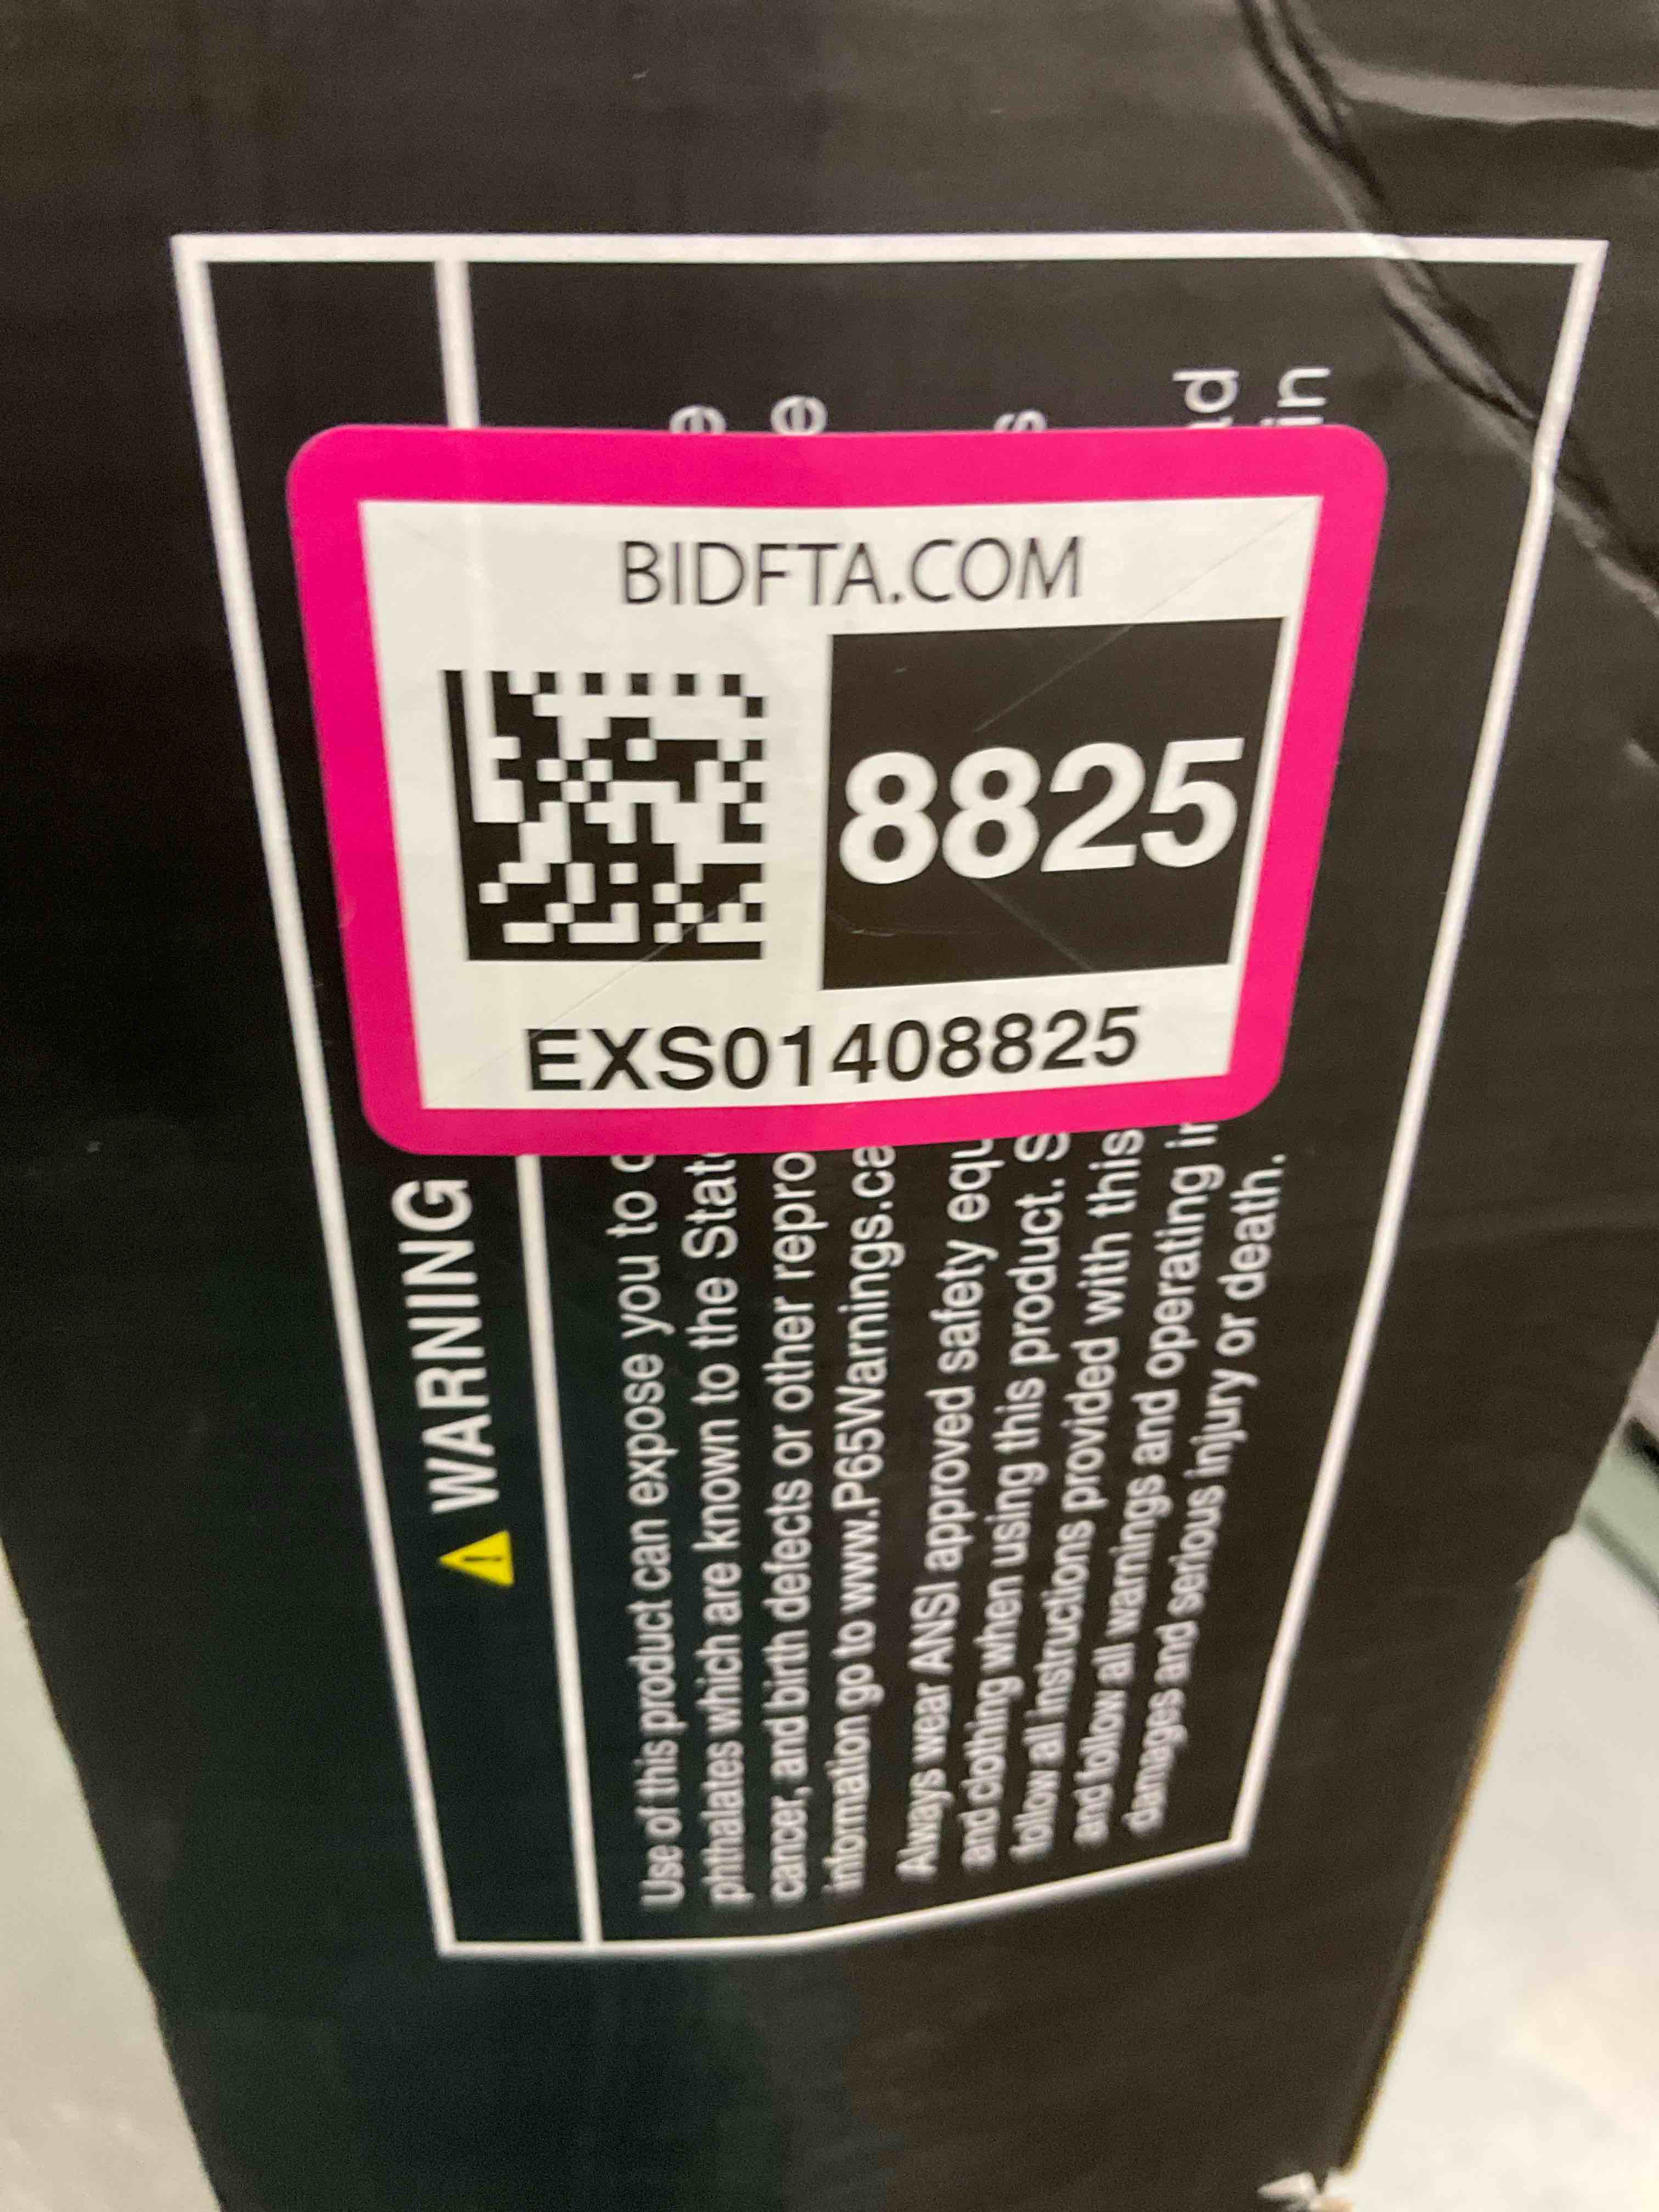 BIDFTA.COM
8825
EXS01408825
WARNING
Use of this product can expose you to
phthalates which are known to the
cancer, and birth defects or other
information go to www.P65Warnings.ca
Always wear ANSI approved safety
and clothing when using this product.
follow all instructions provided with this
and follow all warnings and operating in
damages and serious injury or death.